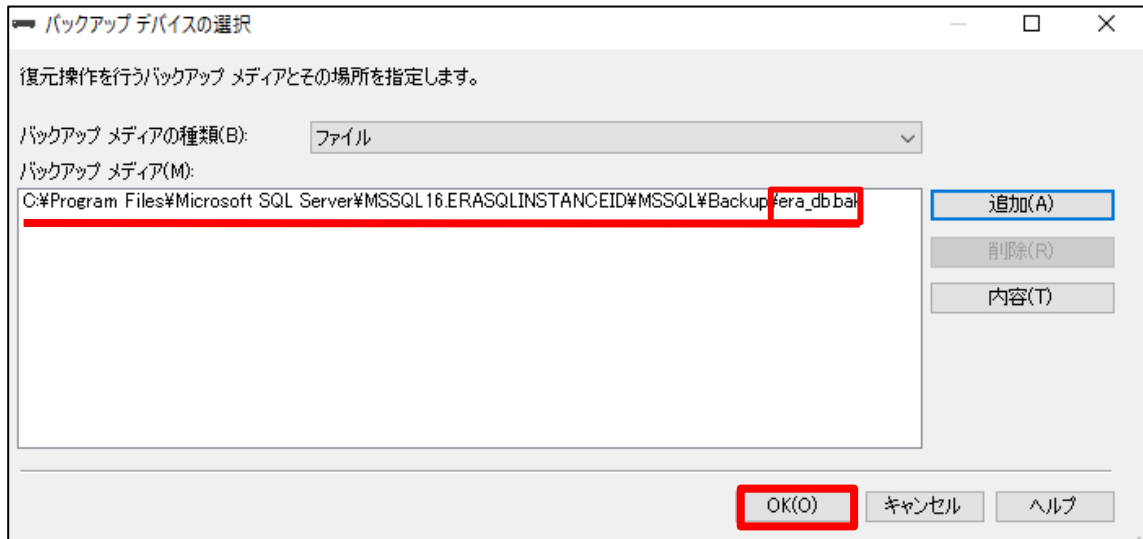 バックアップ デバイスの選択
復元操作を行うバックアップ メディアとその場所を指定します。
バックアップ メディアの種類(B):
ファイル
バックアップ メディア(M):
C:¥Program Files¥Microsoft SQL Server¥MSSQL16.ERASQLINSTANCEID¥MSSQL¥Backup¥era_db.bak
追加(A)
削除(R)
内容(T)
OK(O)
キャンセル
ヘルプ